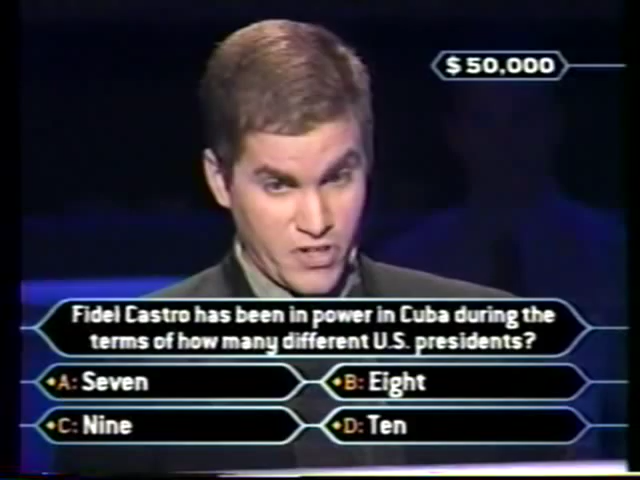 $50,000
Fidel Castro has been in power in Cuba during the
terms of how many different U.S. presidents?
A: Seven
B: Eight
C: Nine
D: Ten